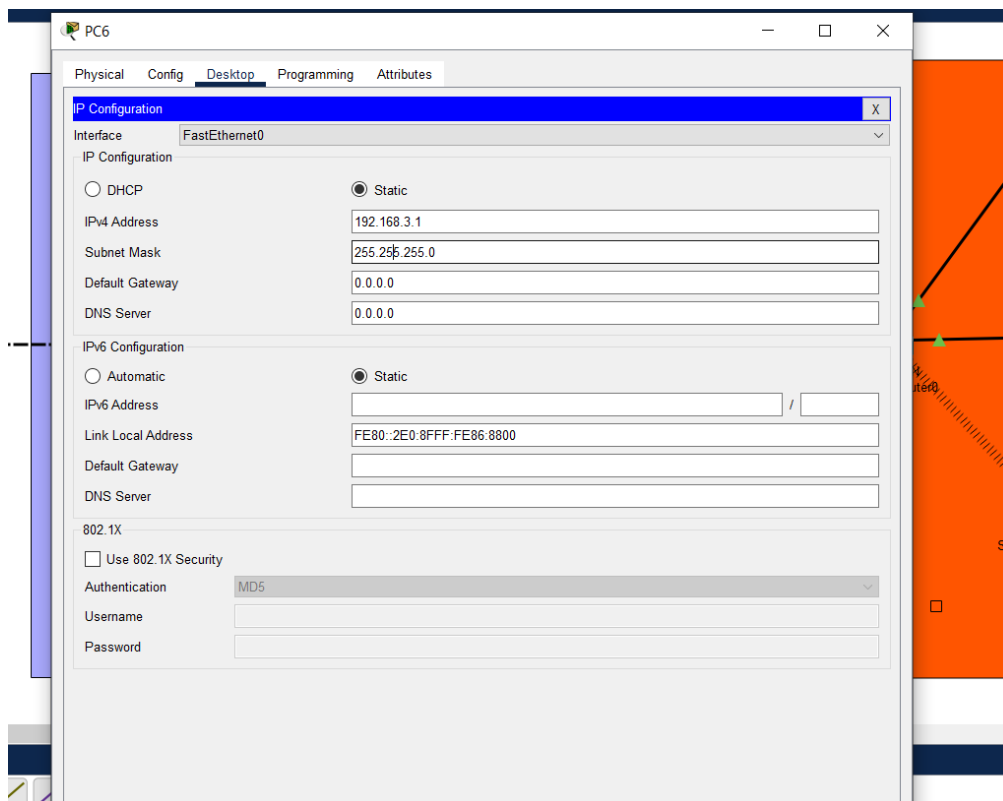 PC6
Physical Config Desktop Programming Attributes
IP Configuration X
Interface FastEthernet0
IP Configuration
DHCP Static
IPv4 Address 192.168.3.1
Subnet Mask 255.255.255.0
Default Gateway 0.0.0.0
DNS Server 0.0.0.0
IPv6 Configuration
Automatic Static
IPv6 Address /
Link Local Address FE80::2E0:8FFF:FE86:8800
Default Gateway
DNS Server
802.1X
Use 802.1X Security
Authentication MD5
Username
Password